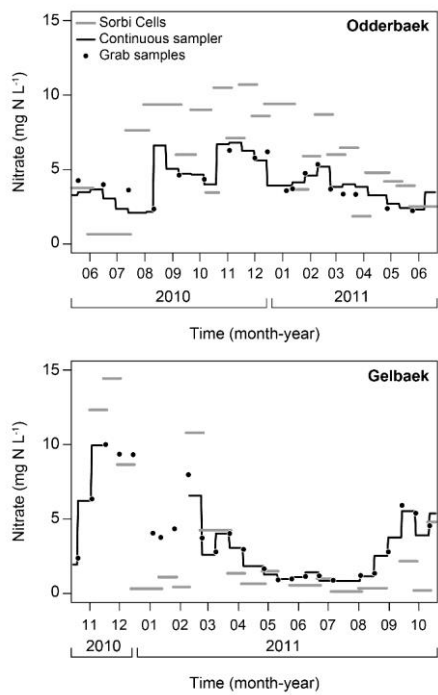 15
Sorbi Cells
Continuous sampler
Grab samples
Odderbaek
10
5
0
Nitrate (mg N L-1)
06 07 08 09 10 11 12 01 02 03 04 05 06
2010 2011
Time (month-year)
15
Gelbaek
10
5
0
Nitrate (mg N L-1)
11 12 01 02 03 04 05 06 07 08 09 10
2010 2011
Time (month-year)